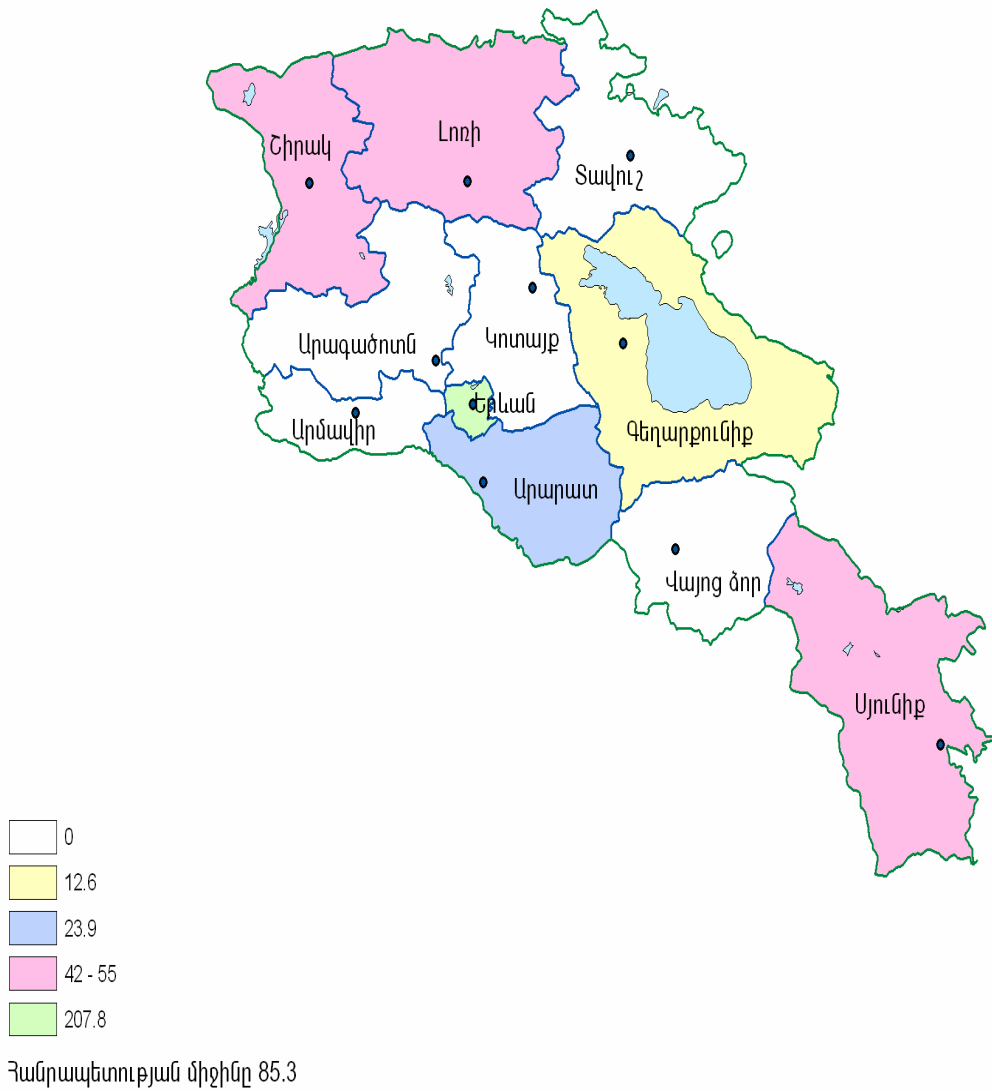 Շիրակ
Լոռի
Տավուշ
Արագածոտն
Կոտայք
Երևան
Արմավիր
Գեղարքունիք
Արարատ
Վայոց ձոր
Սյունիք
0
12.6
23.9
42 - 55
207.8
Հանրապետության միջինը 85.3